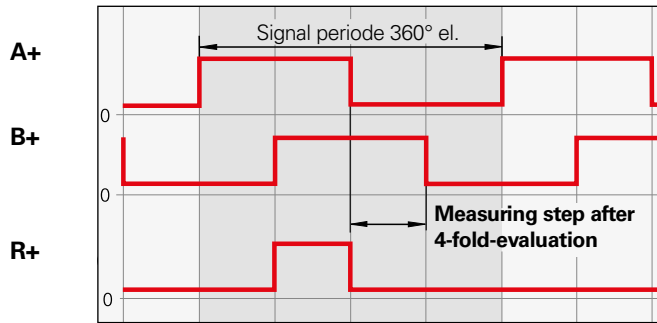 Signal periode 360° el.
A+
0
B+
0
Measuring step after
4-fold-evaluation
R+
0